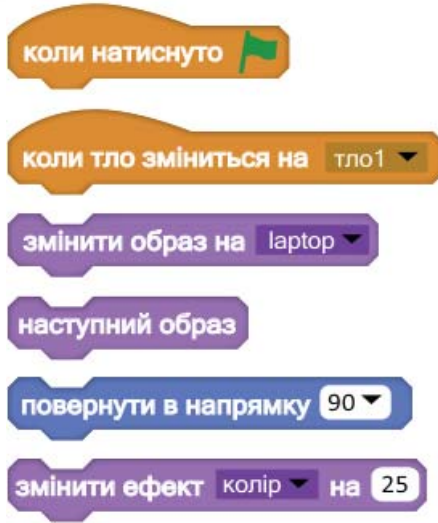 коли натиснуто
коли тло зміниться на тло1
змінити образ на laptop
наступний образ
повернути в напрямку 90
змінити ефект колір на 25